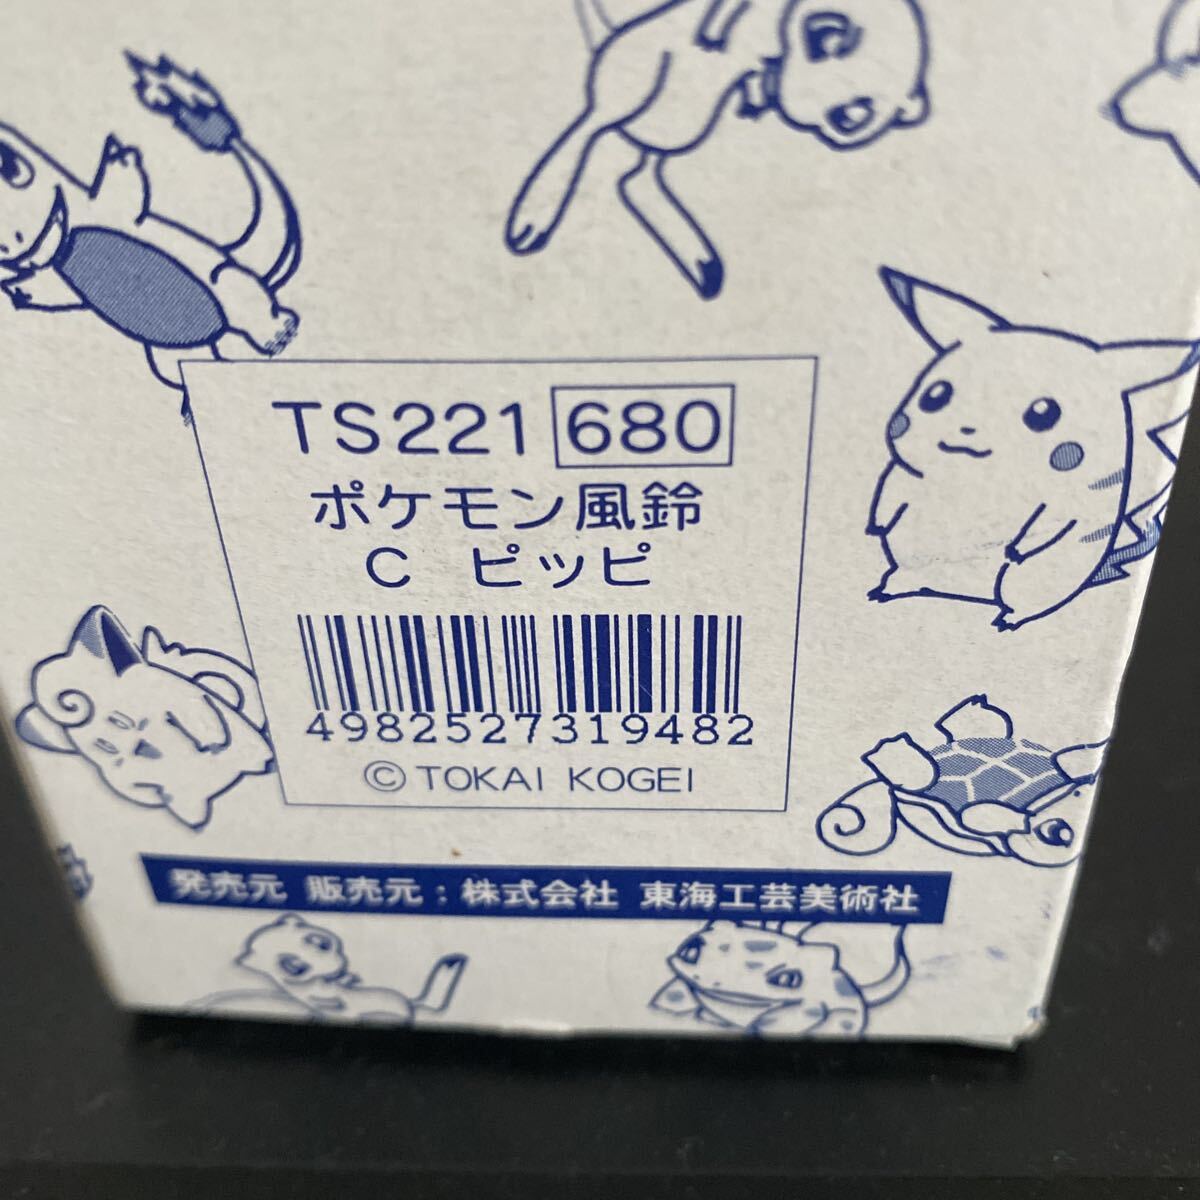 TS221 680
ポケモン風鈴
C ピッピ
4982527319482
© TOKAI KOGEI
発売元 販売元：株式会社 東海工芸美術社